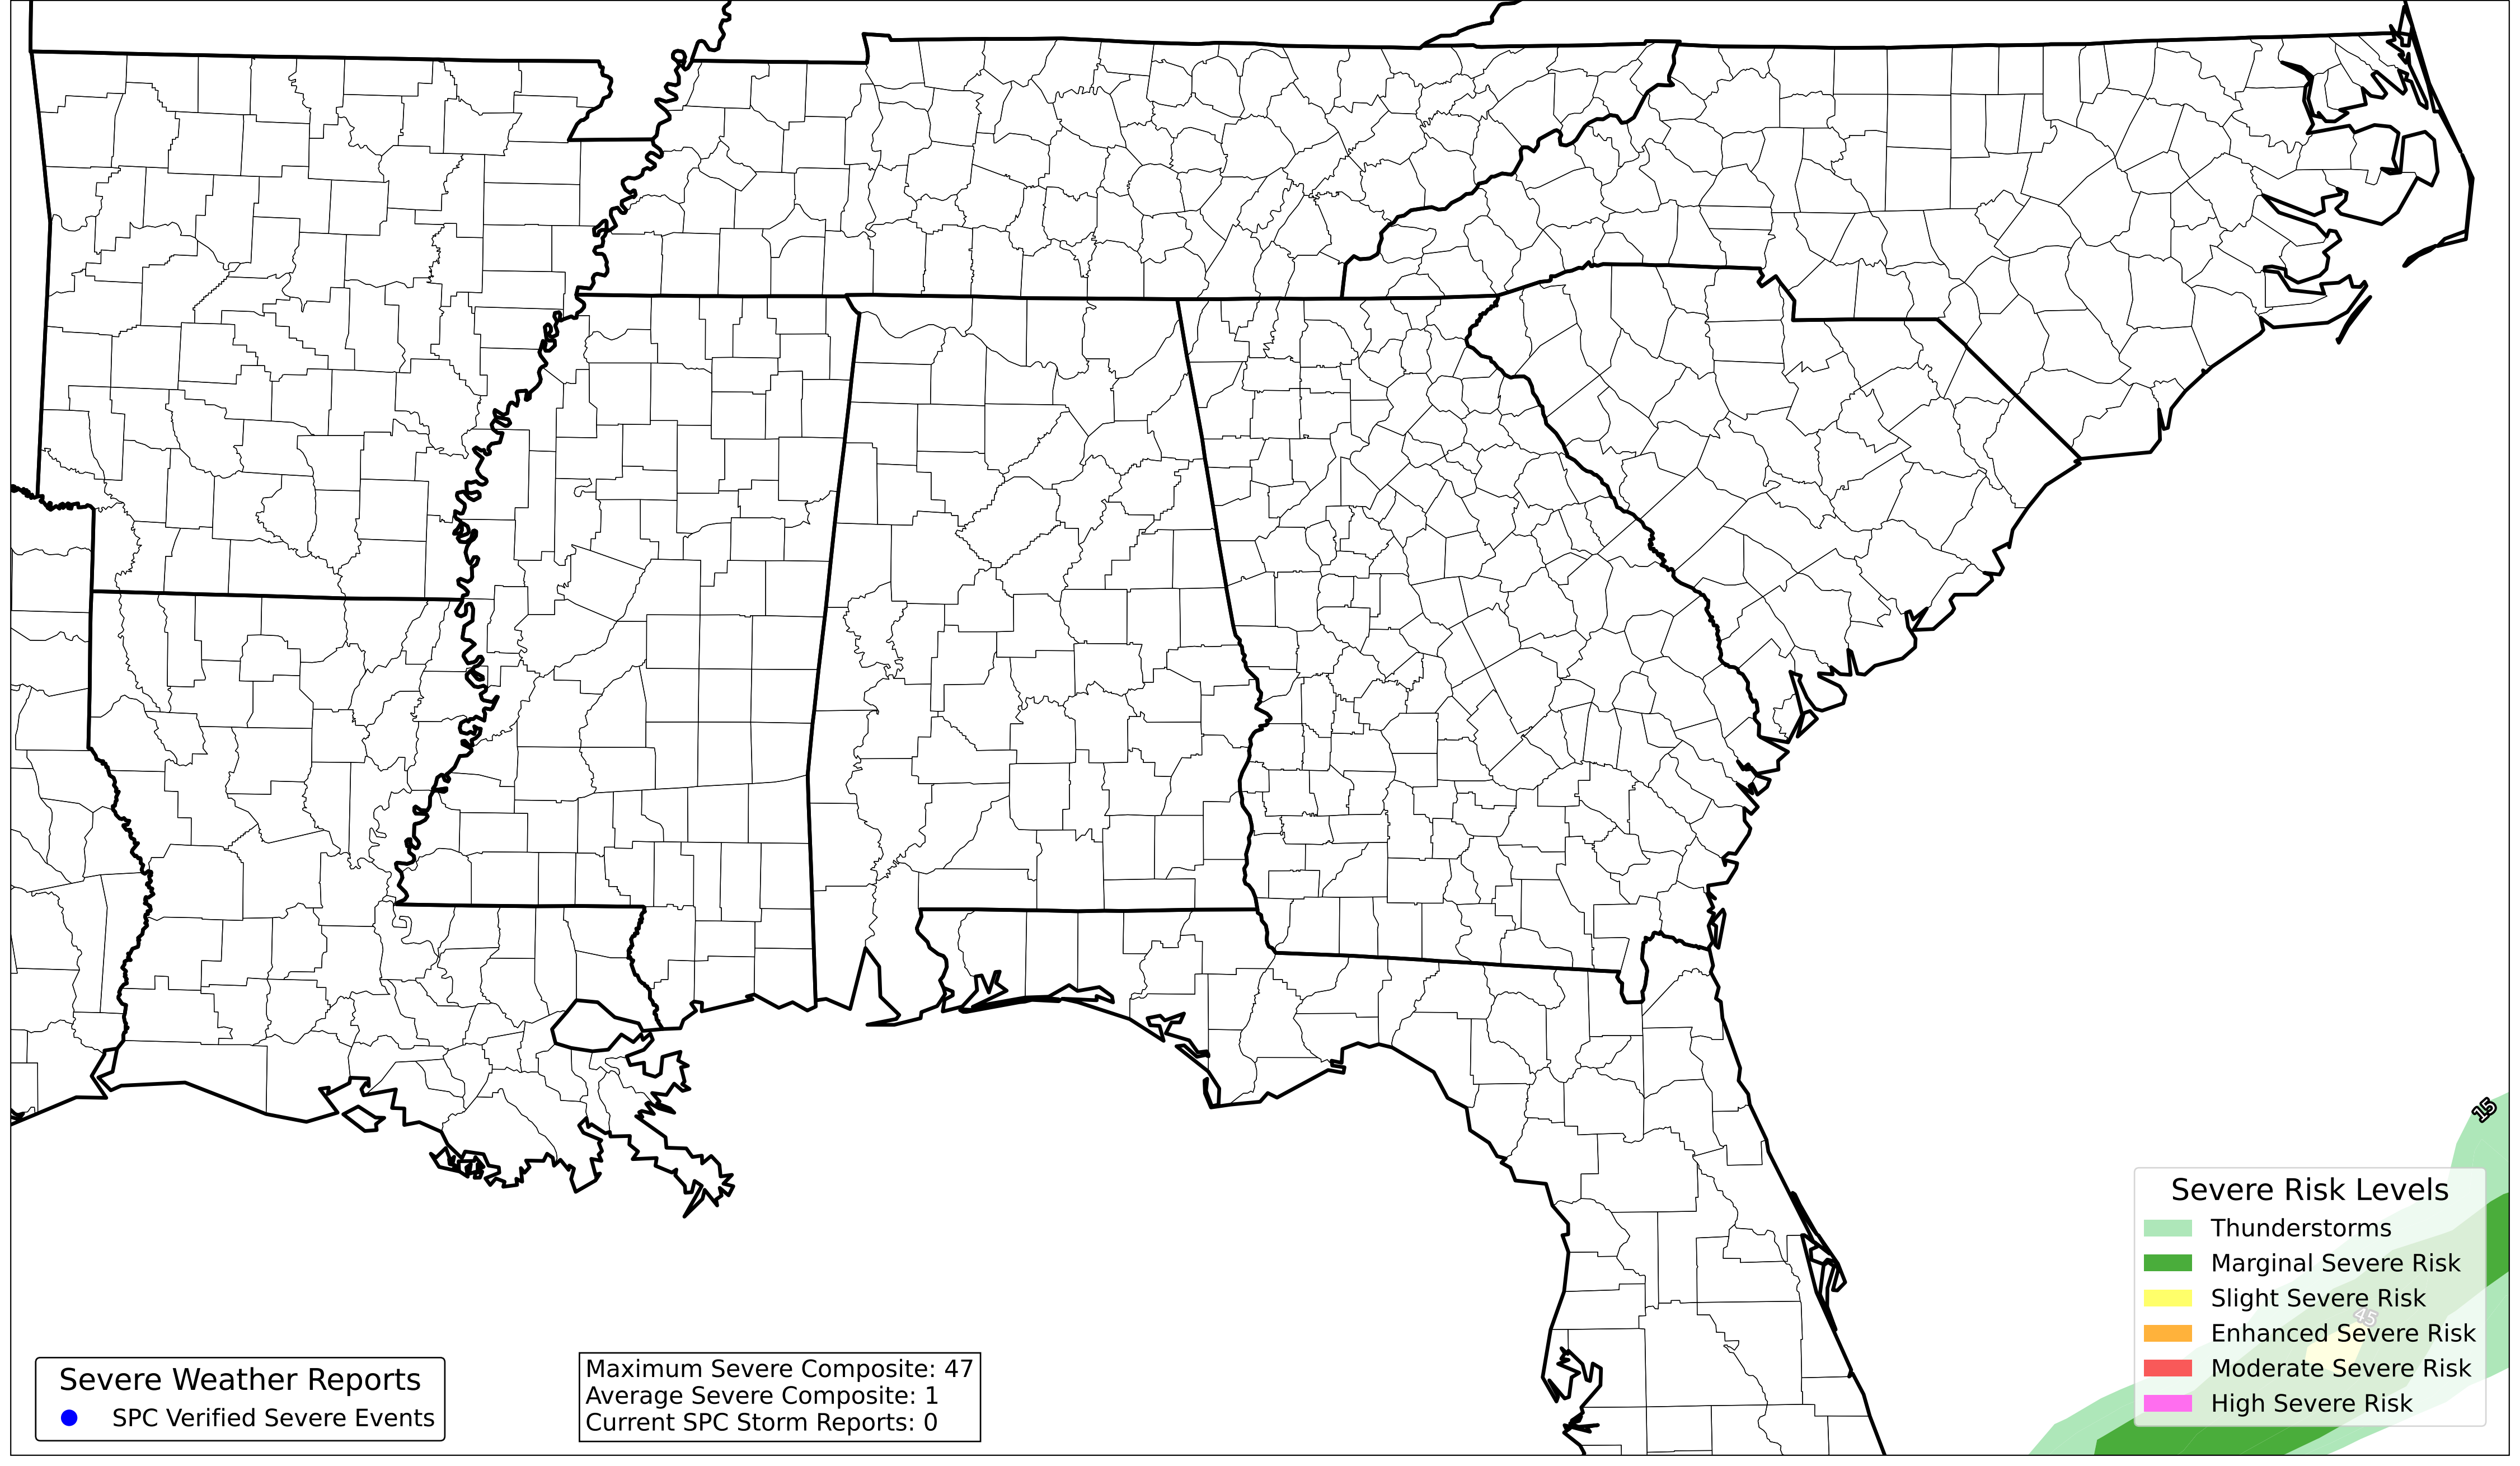 15
Severe Risk Levels
Thunderstorms
Marginal Severe Risk
Slight Severe Risk
45
Enhanced Severe Risk
Moderate Severe Risk
High Severe Risk
Severe Weather Reports
SPC Verified Severe Events
Maximum Severe Composite: 47
Average Severe Composite: 1
Current SPC Storm Reports: 0